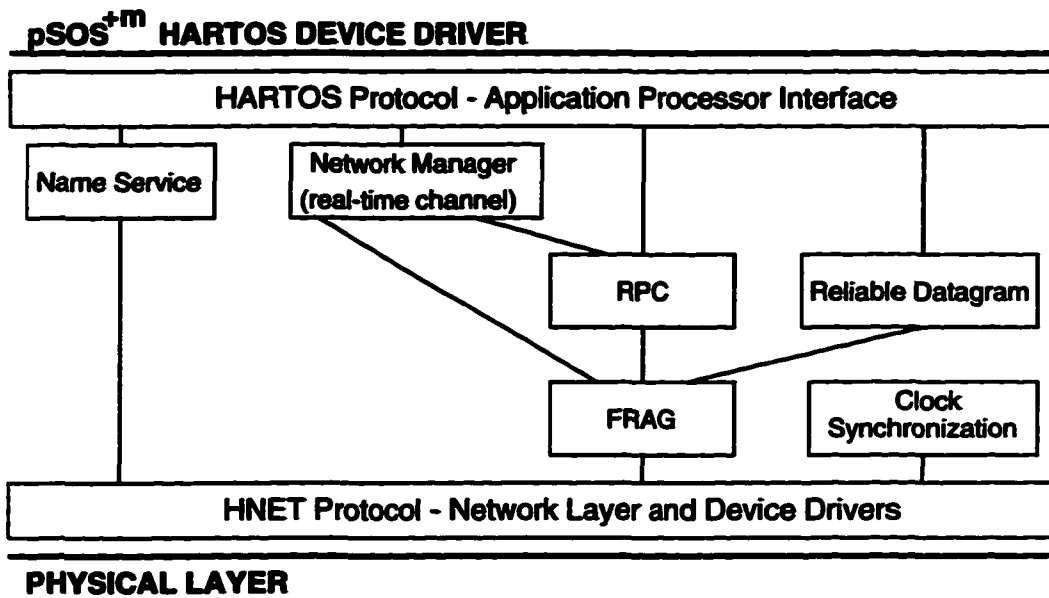 pSOS+m HARTOS DEVICE DRIVER
HARTOS Protocol - Application Processor Interface
Name Service
Network Manager
(real-time channel)
RPC
Reliable Datagram
FRAG
Clock
Synchronization
HNET Protocol - Network Layer and Device Drivers
PHYSICAL LAYER